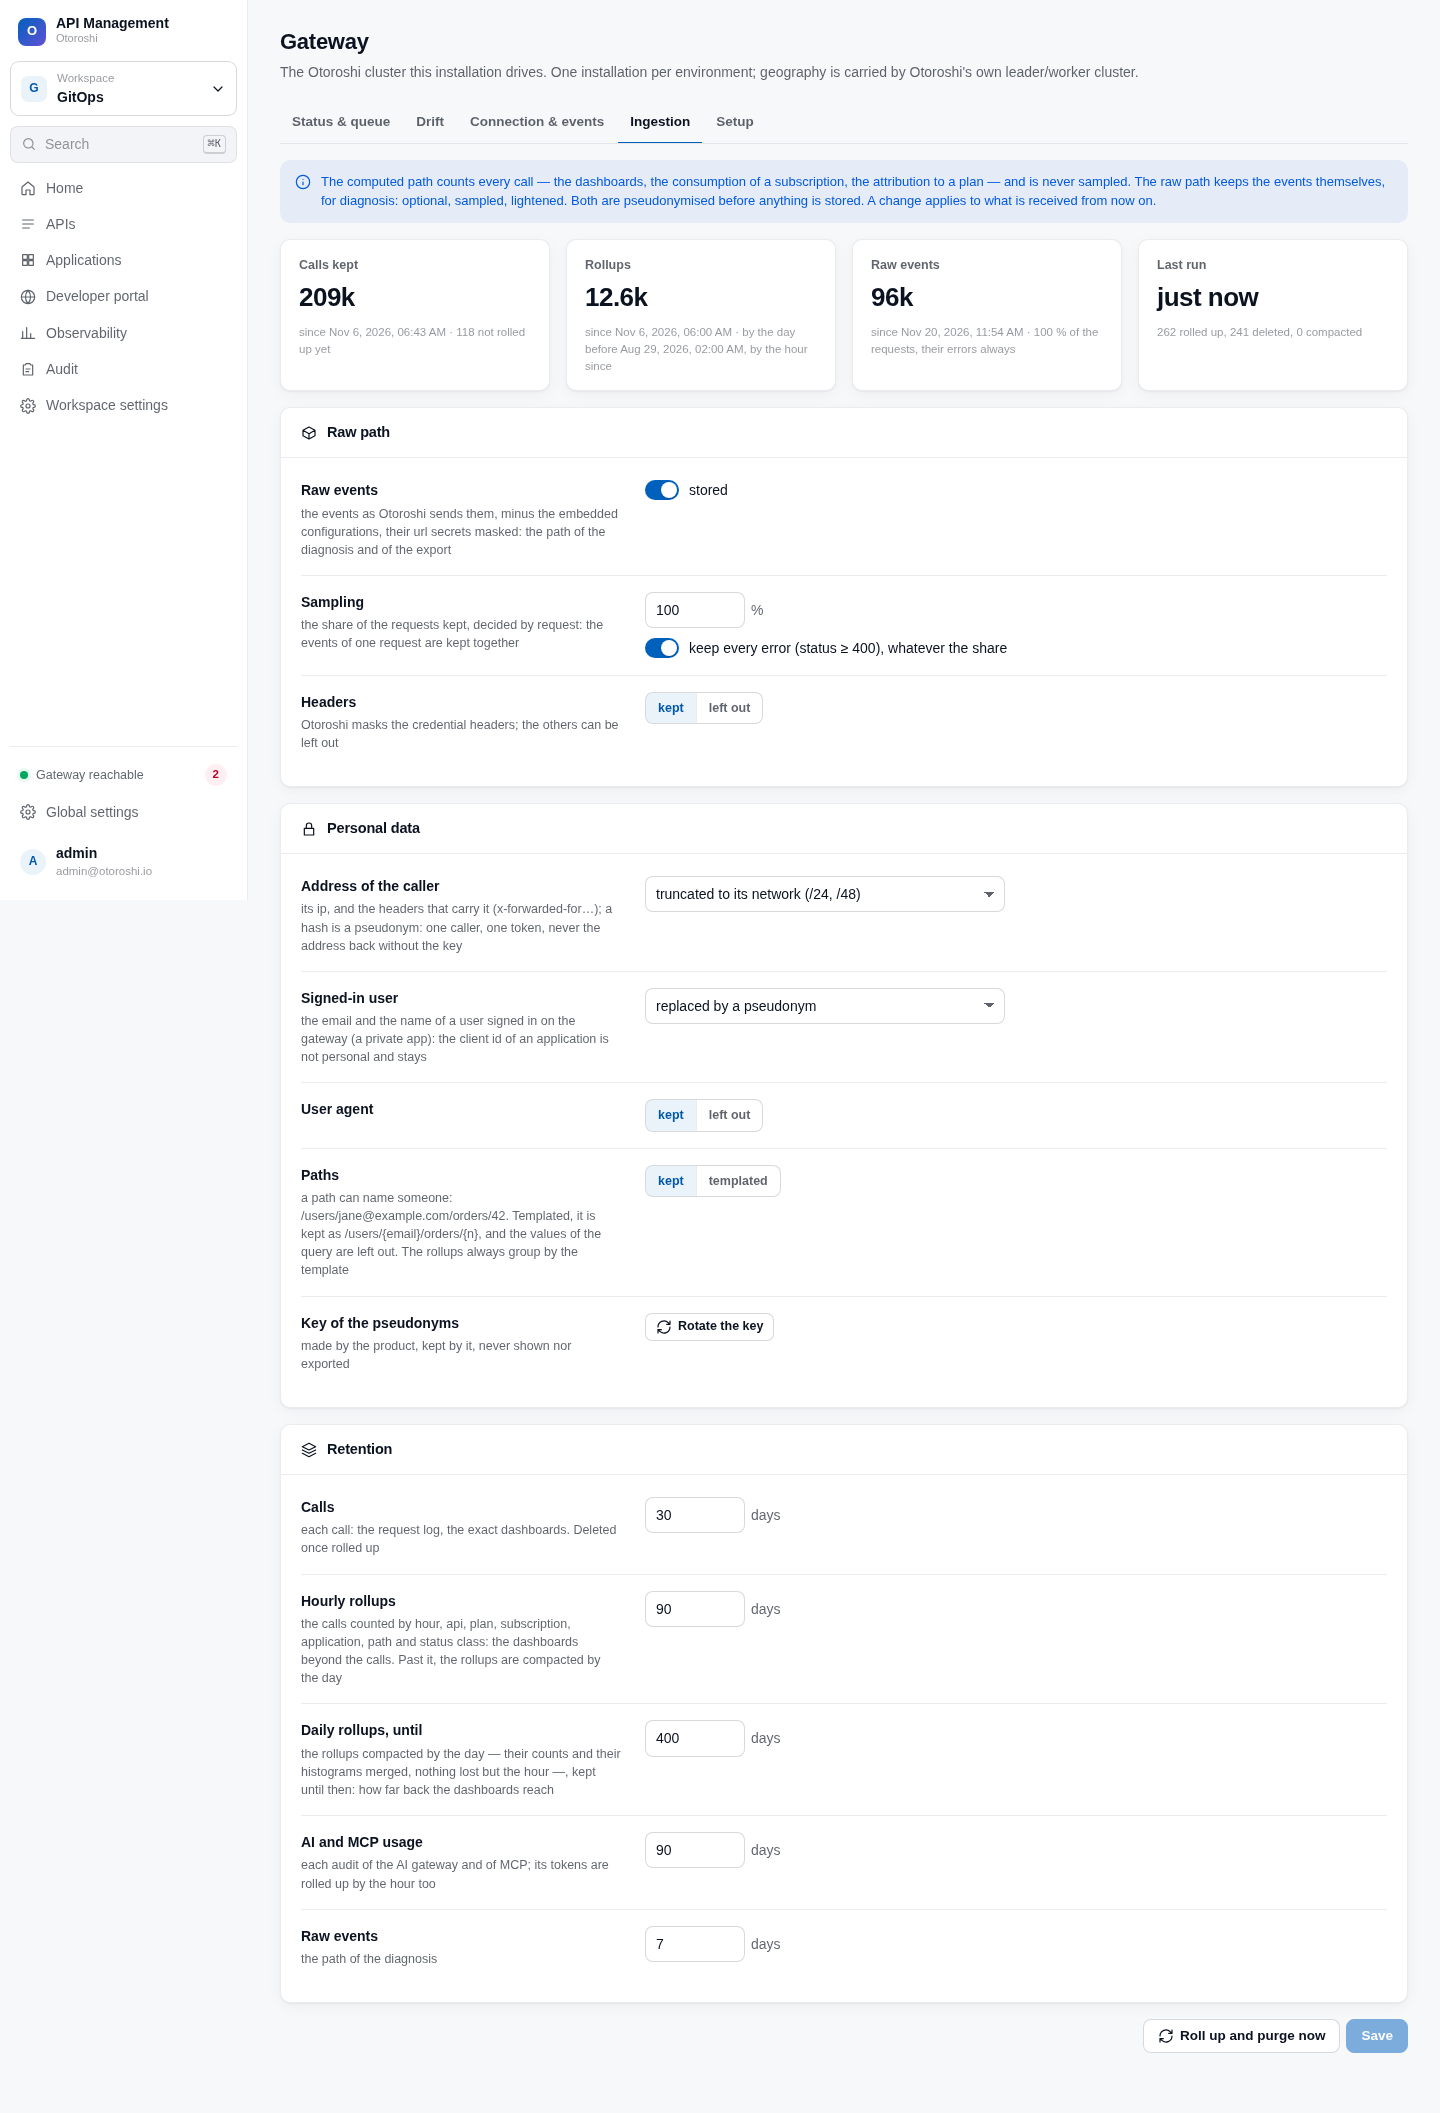 O
API Management
Otoroshi
G
Workspace
GitOps
Search
⌘K
Home
APIs
Applications
Developer portal
Observability
Audit
Workspace settings
Gateway reachable
2
Global settings
A
admin
admin@otoroshi.io
Gateway
The Otoroshi cluster this installation drives. One installation per environment; geography is carried by Otoroshi's own leader/worker cluster.
Status & queue
Drift
Connection & events
Ingestion
Setup
The computed path counts every call — the dashboards, the consumption of a subscription, the attribution to a plan — and is never sampled. The raw path keeps the events themselves,
for diagnosis: optional, sampled, lightened. Both are pseudonymised before anything is stored. A change applies to what is received from now on.
Calls kept
209k
since Nov 6, 2026, 06:43 AM · 118 not rolled
up yet
Rollups
12.6k
since Nov 6, 2026, 06:00 AM · by the day
before Aug 29, 2026, 02:00 AM, by the hour
since
Raw events
96k
since Nov 20, 2026, 11:54 AM · 100 % of the
requests, their errors always
Last run
just now
262 rolled up, 241 deleted, 0 compacted
Raw path
Raw events
the events as Otoroshi sends them, minus the embedded
configurations, their url secrets masked: the path of the
diagnosis and of the export
stored
Sampling
the share of the requests kept, decided by request: the
events of one request are kept together
100
%
keep every error (status ≥ 400), whatever the share
Headers
Otoroshi masks the credential headers; the others can be
left out
kept
left out
Personal data
Address of the caller
its ip, and the headers that carry it (x-forwarded-for…); a
hash is a pseudonym: one caller, one token, never the
address back without the key
truncated to its network (/24, /48)
Signed-in user
the email and the name of a user signed in on the
gateway (a private app): the client id of an application is
not personal and stays
replaced by a pseudonym
User agent
kept
left out
Paths
a path can name someone:
/users/jane@example.com/orders/42. Templated, it is
kept as /users/{email}/orders/{n}, and the values of the
query are left out. The rollups always group by the
template
kept
templated
Key of the pseudonyms
made by the product, kept by it, never shown nor
exported
Rotate the key
Retention
Calls
each call: the request log, the exact dashboards. Deleted
once rolled up
30
days
Hourly rollups
the calls counted by hour, api, plan, subscription,
application, path and status class: the dashboards
beyond the calls. Past it, the rollups are compacted by
the day
90
days
Daily rollups, until
the rollups compacted by the day — their counts and their
histograms merged, nothing lost but the hour —, kept
until then: how far back the dashboards reach
400
days
AI and MCP usage
each audit of the AI gateway and of MCP; its tokens are
rolled up by the hour too
90
days
Raw events
the path of the diagnosis
7
days
Roll up and purge now
Save